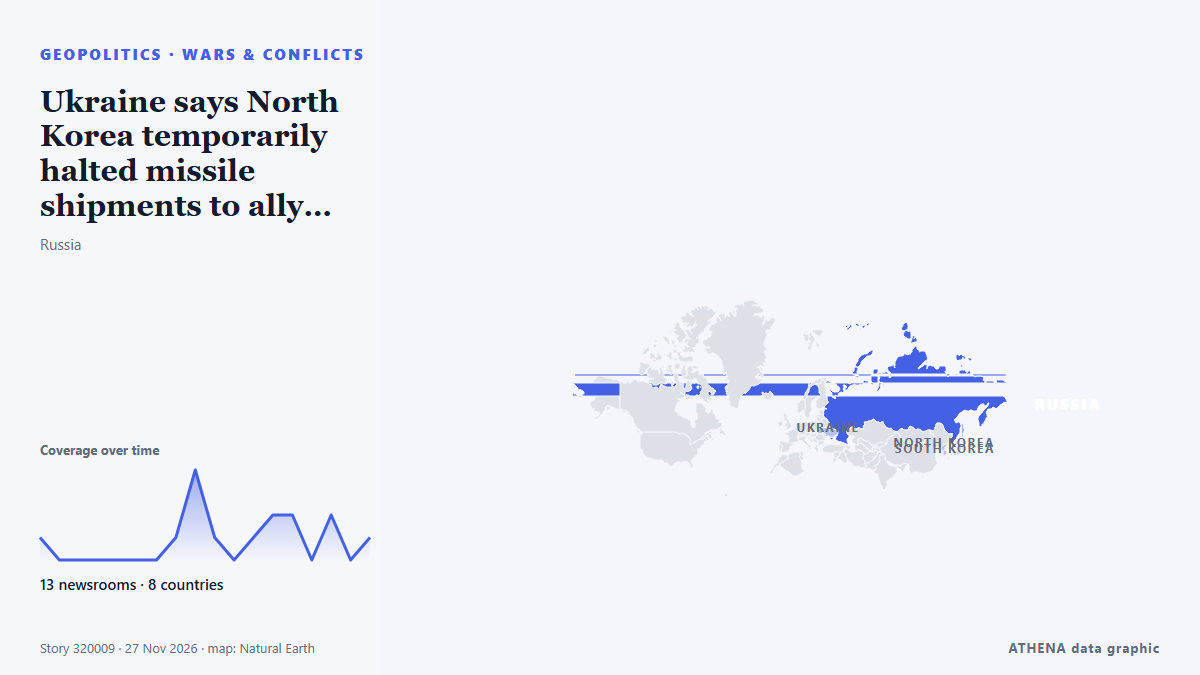 GEOPOLITICS · WARS & CONFLICTS
Ukraine says North
Korea temporarily
halted missile
shipments to ally...
Russia
RUSSIA
UKRAINE
NORTH KOREA
SOUTH KOREA
Coverage over time
13 newsrooms · 8 countries
Story 320009 · 27 Nov 2026 · map: Natural Earth
ATHENA data graphic